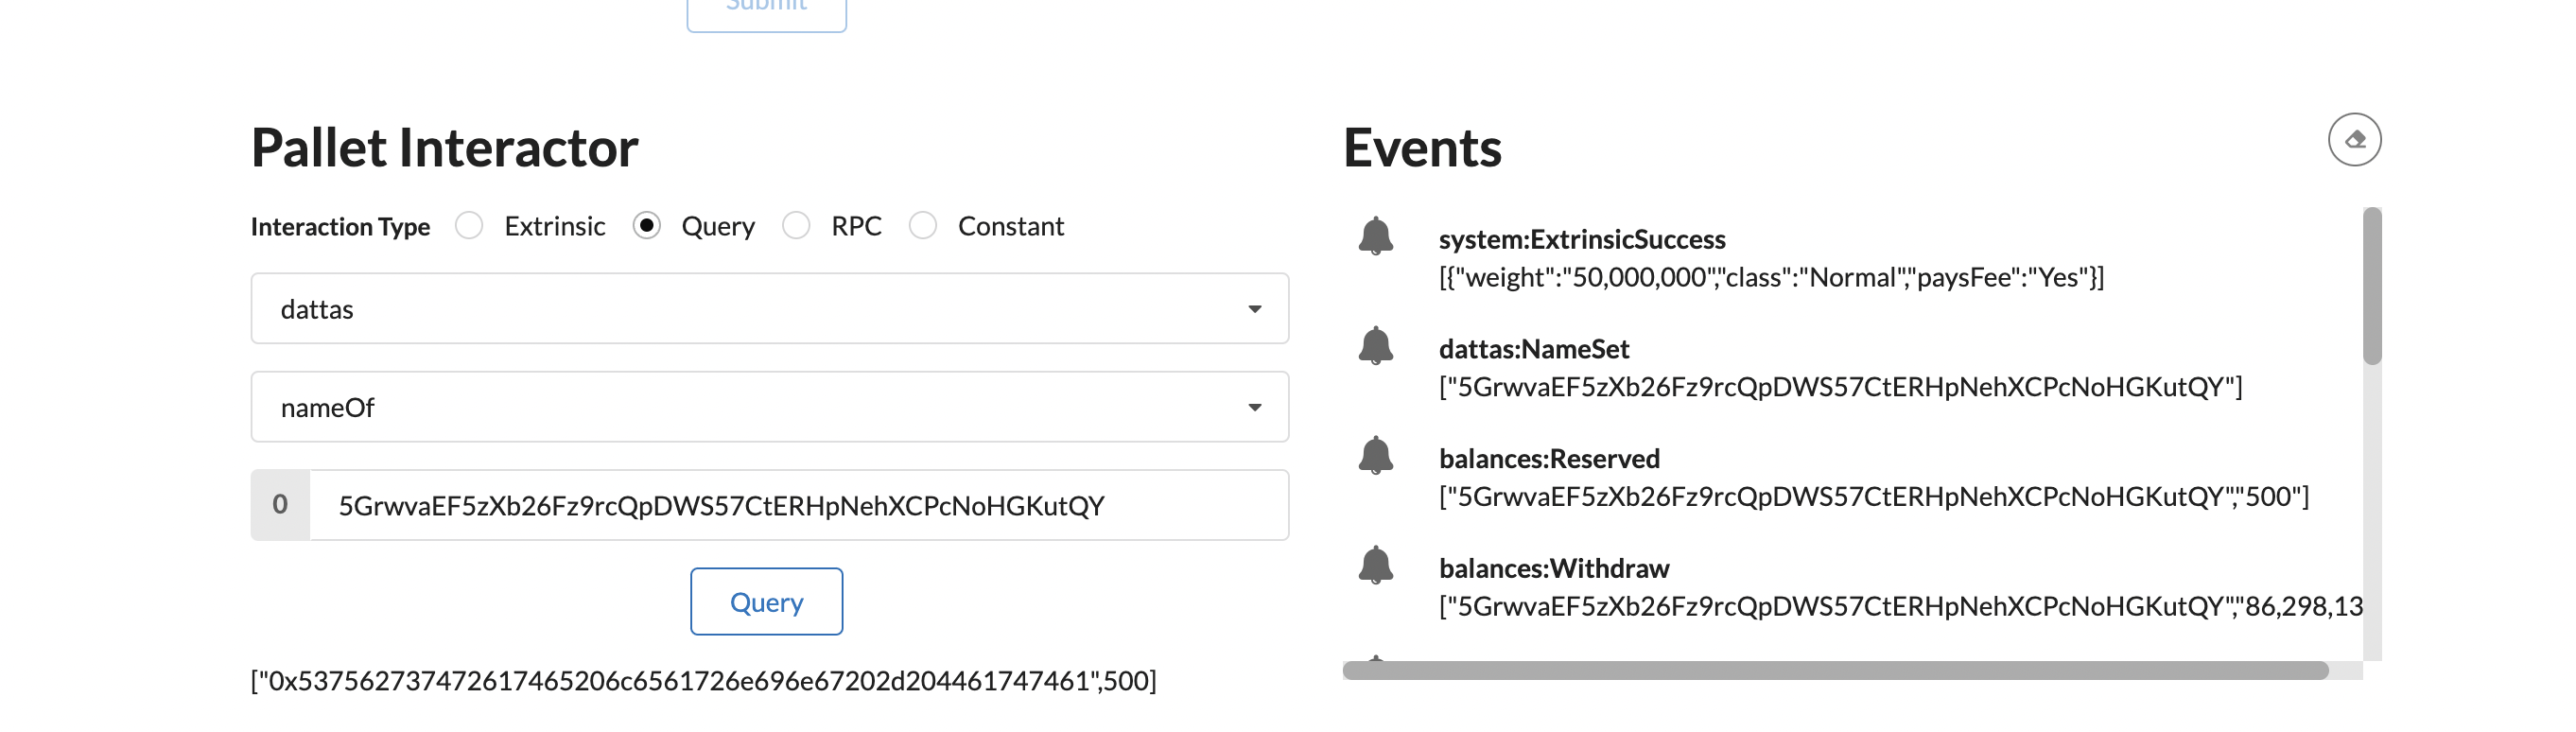 Submit
Pallet Interactor
Interaction Type Extrinsic Query RPC Constant
dattas
nameOf
0 5GrwvaEF5zXb26Fz9rcQpDWS57CtERHpNehXCPcNoHGKutQY
Query
["0x5375627374726174652​06c6561726e696e67202d204461747461",500]
Events
system:ExtrinsicSuccess
[{"weight":"50,000,000"","class":"Normal"","paysFee":"Yes"}]
dattas:NameSet
["5GrwvaEF5zXb26Fz9rcQpDWS57CtERHpNehXCPcNoHGKutQY"]
balances:Reserved
["5GrwvaEF5zXb26Fz9rcQpDWS57CtERHpNehXCPcNoHGKutQY"","500"]
balances:Withdraw
["5GrwvaEF5zXb26Fz9rcQpDWS57CtERHpNehXCPcNoHGKutQY"","86,298,13